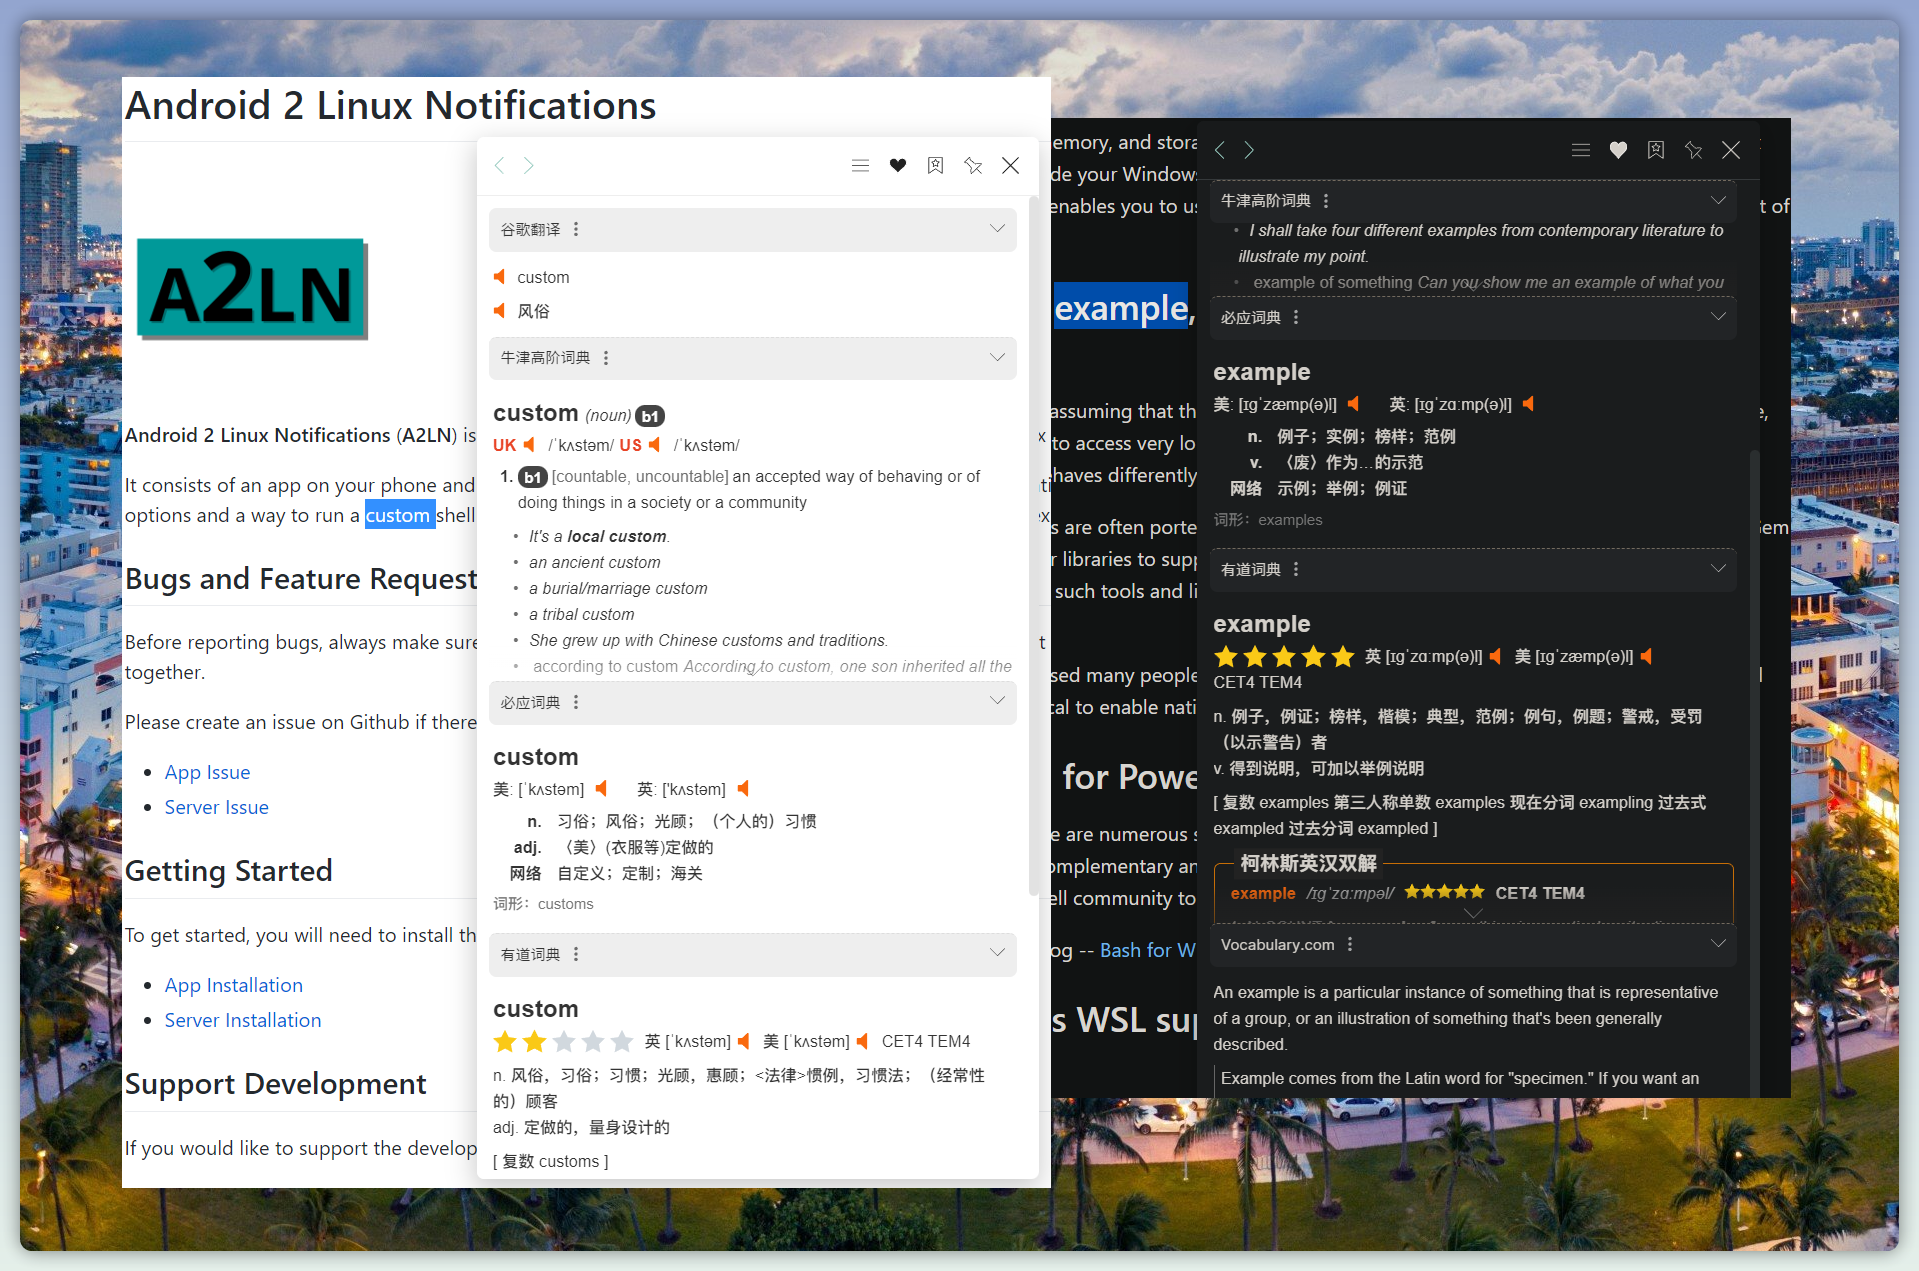 Android 2 Linux Notifications
A2LN
Android 2 Linux Notifications (A2LN) is
It consists of an app on your phone and
options and a way to run a custom shell
Bugs and Feature Request
Before reporting bugs, always make sure
together.
Please create an issue on Github if there
App Issue
Server Issue
Getting Started
To get started, you will need to install th
App Installation
Server Installation
Support Development
If you would like to support the develop
谷歌翻译
custom
风俗
牛津高阶词典
custom (noun) b1
UK /ˈkʌstəm/ US /ˈkʌstəm/
1. b1 [countable, uncountable] an accepted way of behaving or of
doing things in a society or a community
It's a local custom.
an ancient custom
a burial/marriage custom
a tribal custom
She grew up with Chinese customs and traditions.
according to custom According to custom, one son inherited all the
必应词典
custom
美: [ˈkʌstəm] 英: ['kʌstəm]
n. 习俗；风俗；光顾；（个人的）习惯
adj. 〈美〉(衣服等)定做的
网络 自定义；定制；海关
词形：customs
有道词典
custom
英 [ˈkʌstəm] 美 [ˈkʌstəm] CET4 TEM4
n. 风俗，习俗；习惯；光顾，惠顾；<法律>惯例，习惯法；（经常性
的）顾客
adj. 定做的，量身设计的
[ 复数 customs ]
emory, and stora
de your Windows
enables you to us
t of
example,
assuming that th
to access very lo
haves differently
s are often porte
r libraries to supp
such tools and li
sed many people
cal to enable nati
for Powe
e are numerous s
omplementary an
ell community to
og -- Bash for W
s WSL sup
牛津高阶词典
I shall take four different examples from contemporary literature to
illustrate my point.
example of something Can you show me an example of what you
必应词典
example
美: [ɪɡˈzæmp(ə)l] 英: [ɪɡˈzɑːmp(ə)l]
n. 例子；实例；榜样；范例
v. 〈废〉作为…的示范
网络 示例；举例；例证
词形：examples
有道词典
example
英 [ɪɡˈzɑːmp(ə)l] 美 [ɪɡˈzæmp(ə)l]
CET4 TEM4
n. 例子，例证；榜样，楷模；典型，范例；例句，例题；警戒，受罚
（以示警告）者
v. 得到说明，可加以举例说明
[ 复数 examples 第三人称单数 examples 现在分词 exampling 过去式
exampled 过去分词 exampled ]
柯林斯英汉双解
example /ɪɡˈzɑːmpəl/ CET4 TEM4
Vocabulary.com
An example is a particular instance of something that is representative
of a group, or an illustration of something that's been generally
described.
Example comes from the Latin word for "specimen." If you want an